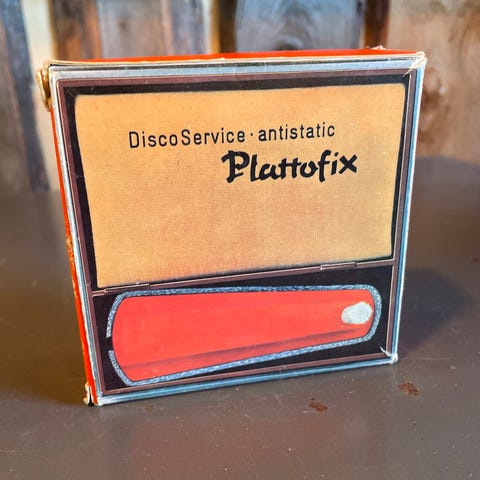 DiscoService · antistatic
Plattofix